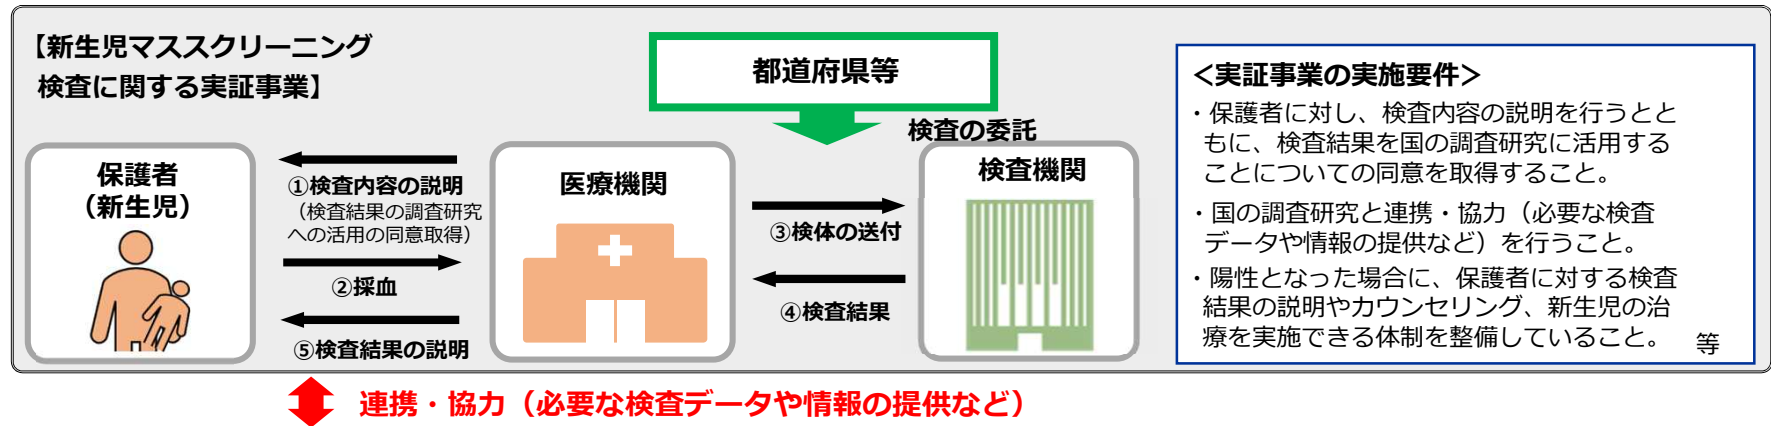 【新生児マススクリーニング
検査に関する実証事業】
都道府県等
検査の委託
保護者
（新生児）
①検査内容の説明
（検査結果の調査研究
への活用の同意取得）
②採血
⑤検査結果の説明
医療機関
③検体の送付
④検査結果
検査機関
＜実証事業の実施要件＞
・保護者に対し、検査内容の説明を行うとと
もに、検査結果を国の調査研究に活用する
ことについての同意を取得すること。
・国の調査研究と連携・協力（必要な検査
データや情報の提供など）を行うこと。
・陽性となった場合に、保護者に対する検査
結果の説明やカウンセリング、新生児の治
療を実施できる体制を整備していること。
等
連携・協力（必要な検査データや情報の提供など）